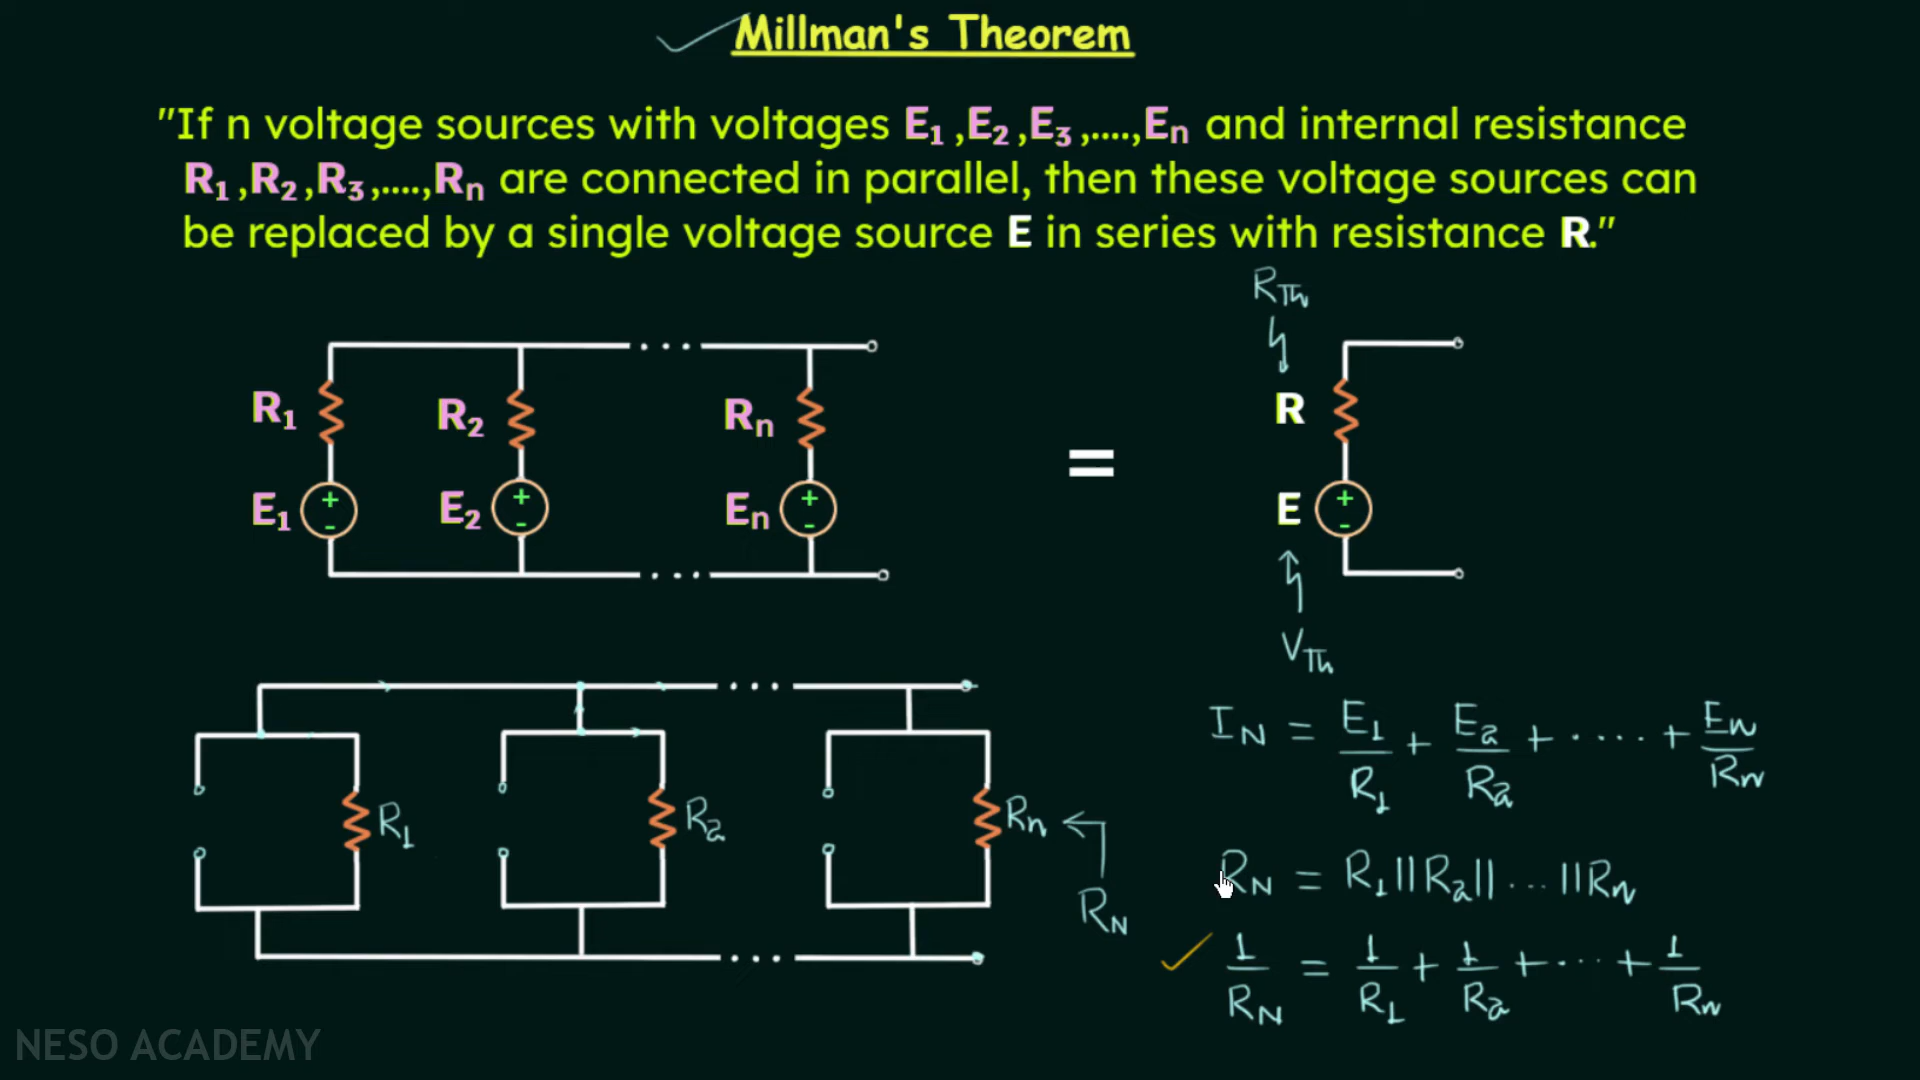 Millman's Theorem
"If n voltage sources with voltages E₁,E₂,E₃,....,Eₙ and internal resistance
R₁,R₂,R₃,....,Rₙ are connected in parallel, then these voltage sources can
be replaced by a single voltage source E in series with resistance R."
R_Th
R₁ R₂ Rₙ = R
E₁ + - E₂ + - Eₙ + - E + -
V_Th
I_N = E₁/R₁ + E₂/R₂ + ..... + Eₙ/Rₙ
R₁ R₂ Rₙ
R_N
R_N = R₁||R₂||...||Rₙ
1/R_N = 1/R₁ + 1/R₂ + ... + 1/Rₙ
NESO ACADEMY